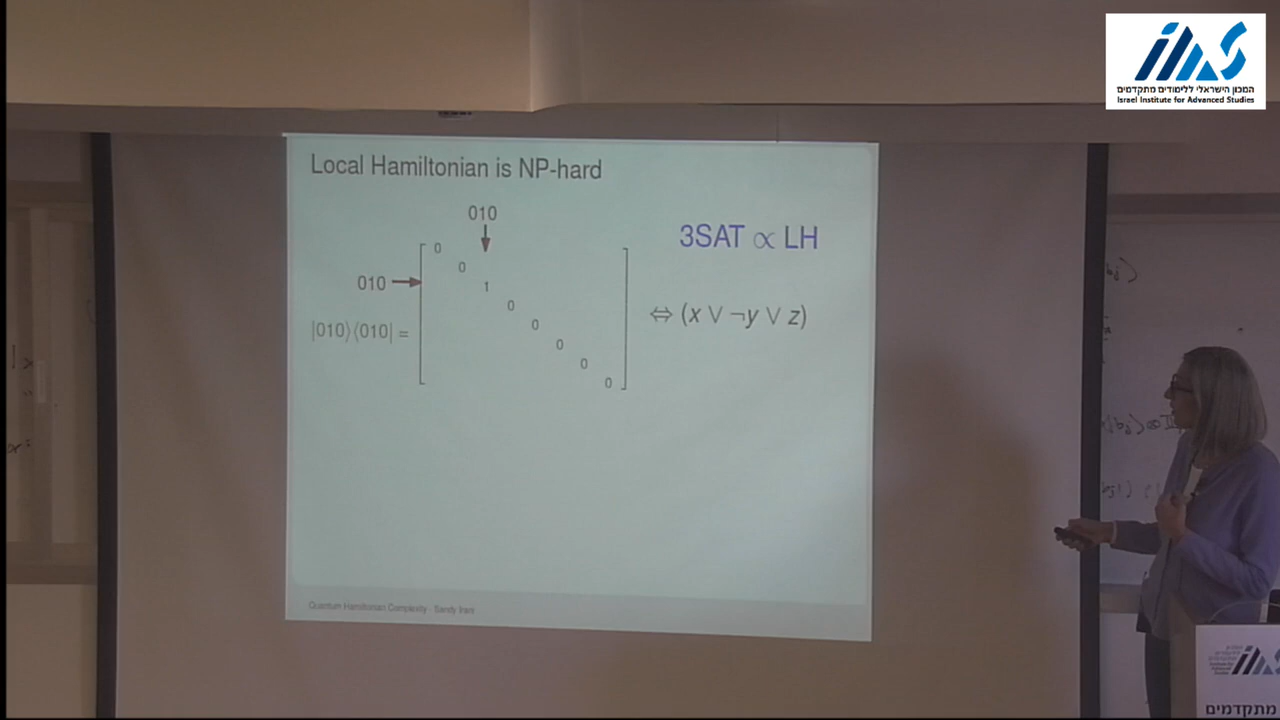 המכון הישראלי ללימודים מתקדמים
Israel Institute for Advanced Studies
Local Hamiltonian is NP-hard
010
3SAT ∝ LH
0
0
010
1
0
⇔ (x ∨ ¬y ∨ z)
|010⟩⟨010| =
0
0
0
0
Quantum Hamiltonian Complexity - Sandy Irani
מתקדמים